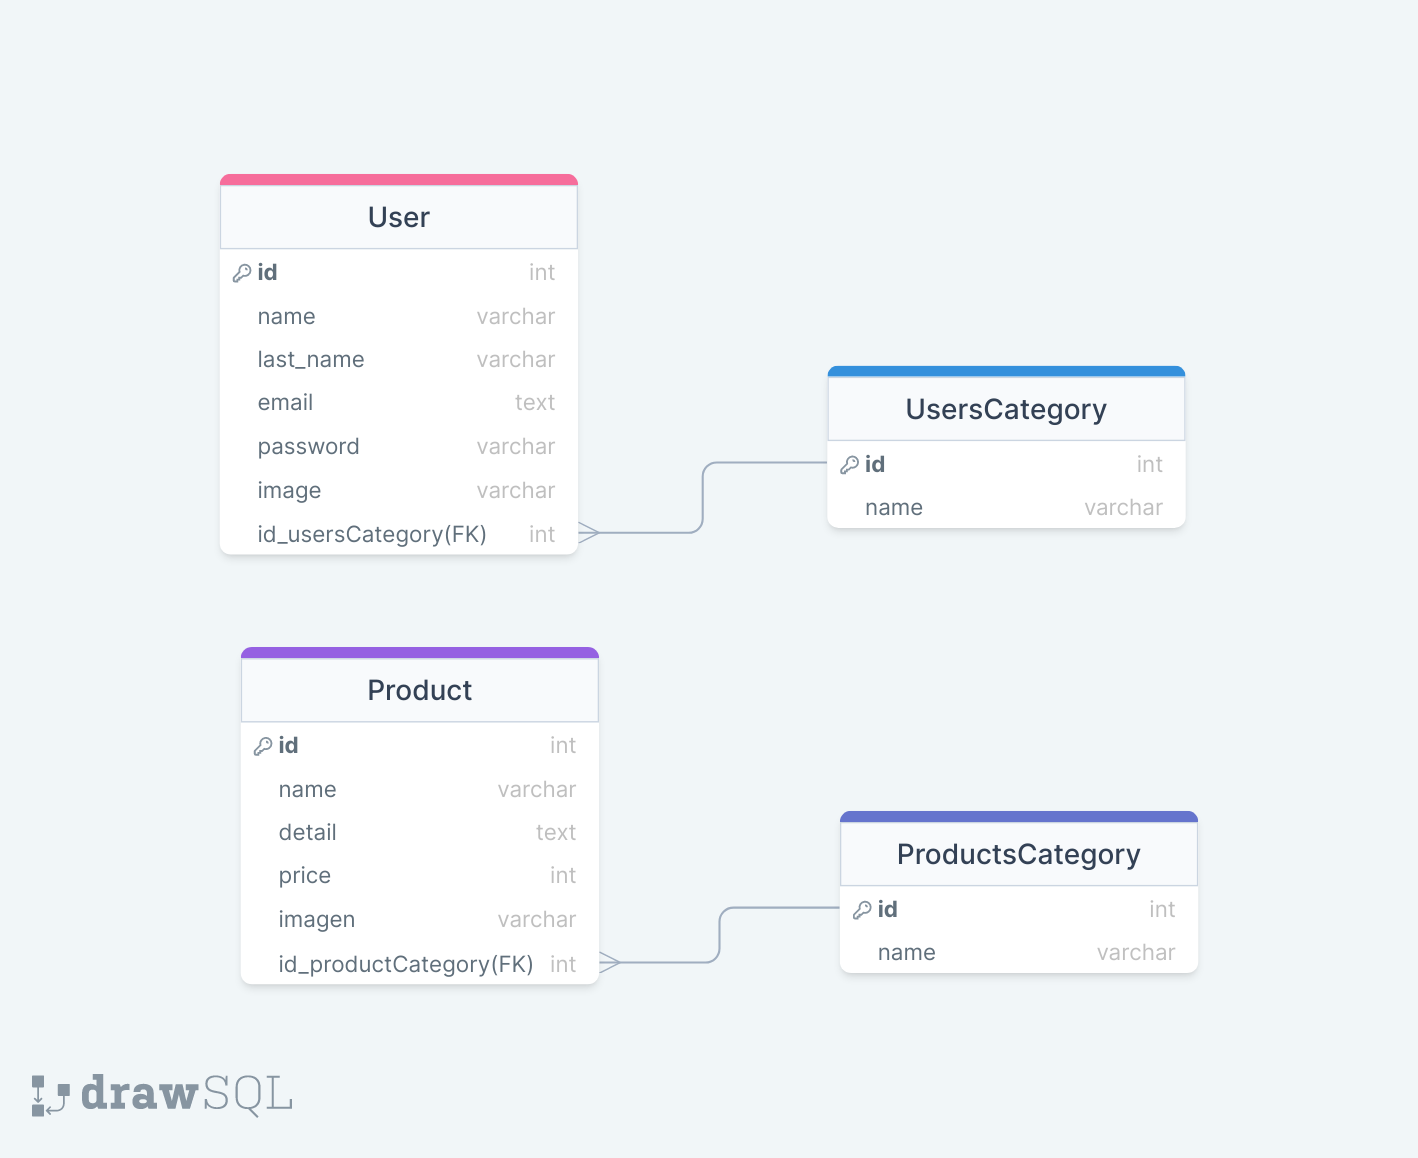 User
id int
name varchar
last_name varchar
email text
password varchar
image varchar
id_usersCategory(FK) int
UsersCategory
id int
name varchar
Product
id int
name varchar
detail text
price int
imagen varchar
id_productCategory(FK) int
ProductsCategory
id int
name varchar
drawSQL